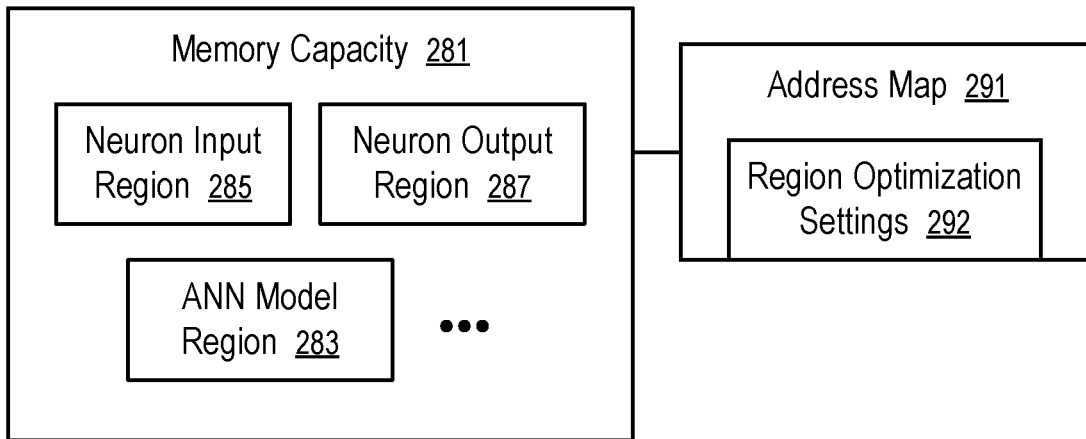 Memory Capacity 281
Neuron Input
Region 285
Neuron Output
Region 287
ANN Model
Region 283
Address Map 291
Region Optimization
Settings 292